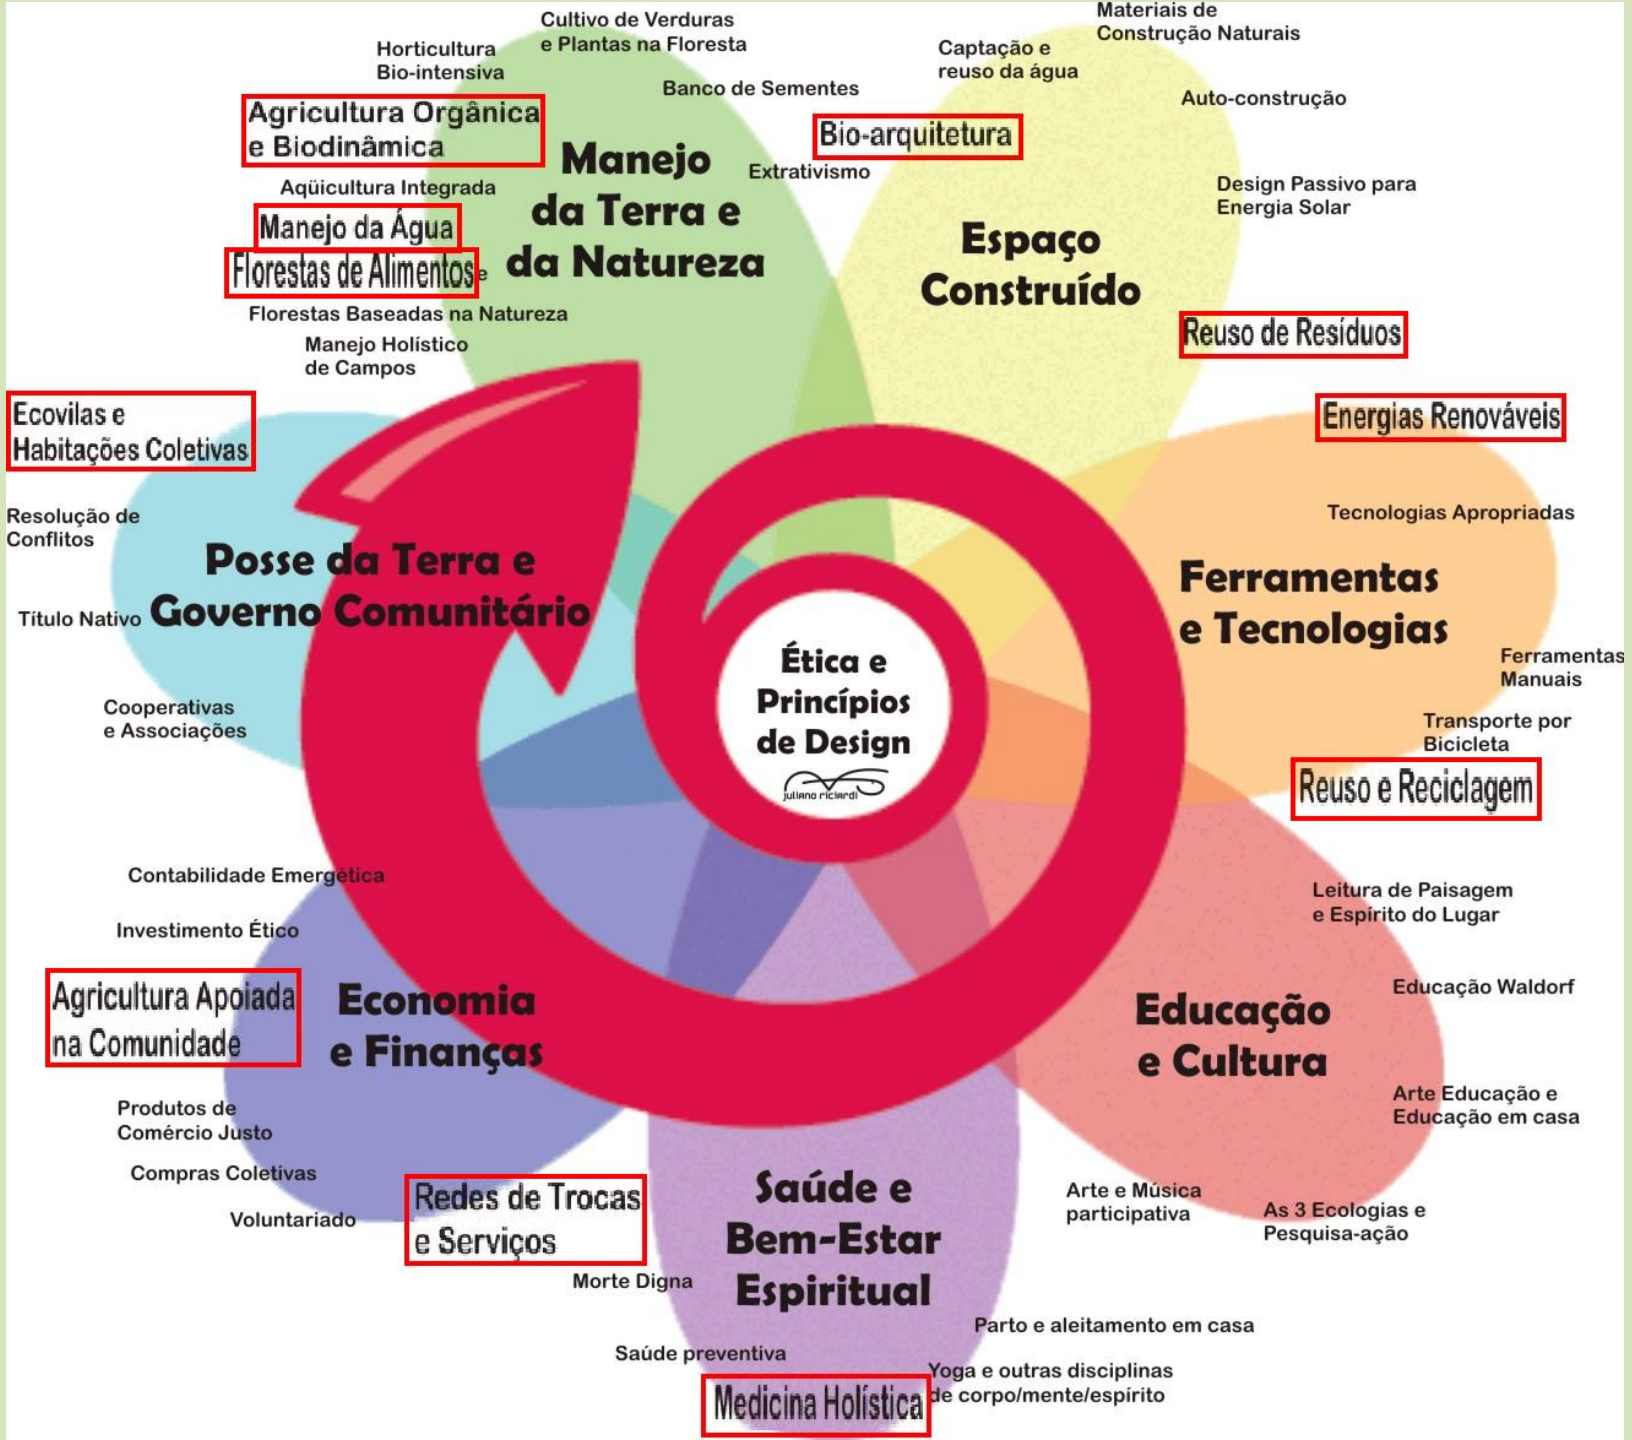 Cultivo de Verduras
e Plantas na Floresta
Horticultura
Bio-intensiva
Banco de Sementes
Agricultura Orgânica
e Biodinâmica
Extrativismo
Aqüicultura Integrada
Manejo da Água
Florestas de Alimentos e
Florestas Baseadas na Natureza
Manejo Holístico
de Campos
Manejo
da Terra e
da Natureza
Materiais de
Construção Naturais
Captação e
reuso da água
Auto-construção
Bio-arquitetura
Design Passivo para
Energia Solar
Espaço
Construído
Reuso de Resíduos
Energias Renováveis
Tecnologias Apropriadas
Ferramentas
e Tecnologias
Ferramentas
Manuais
Transporte por
Bicicleta
Reuso e Reciclagem
Leitura de Paisagem
e Espírito do Lugar
Educação Waldorf
Educação
e Cultura
Arte Educação e
Educação em casa
Arte e Música
participativa
As 3 Ecologias e
Pesquisa-ação
Saúde e
Bem-Estar
Espiritual
Morte Digna
Parto e aleitamento em casa
Saúde preventiva
Yoga e outras disciplinas
de corpo/mente/espírito
Medicina Holística
Contabilidade Emergética
Investimento Ético
Agricultura Apoiada
na Comunidade
Economia
e Finanças
Produtos de
Comércio Justo
Compras Coletivas
Voluntariado
Redes de Trocas
e Serviços
Ecovilas e
Habitações Coletivas
Resolução de
Conflitos
Posse da Terra e
Governo Comunitário
Título Nativo
Cooperativas
e Associações
Ética e
Princípios
de Design
juliano riciardi